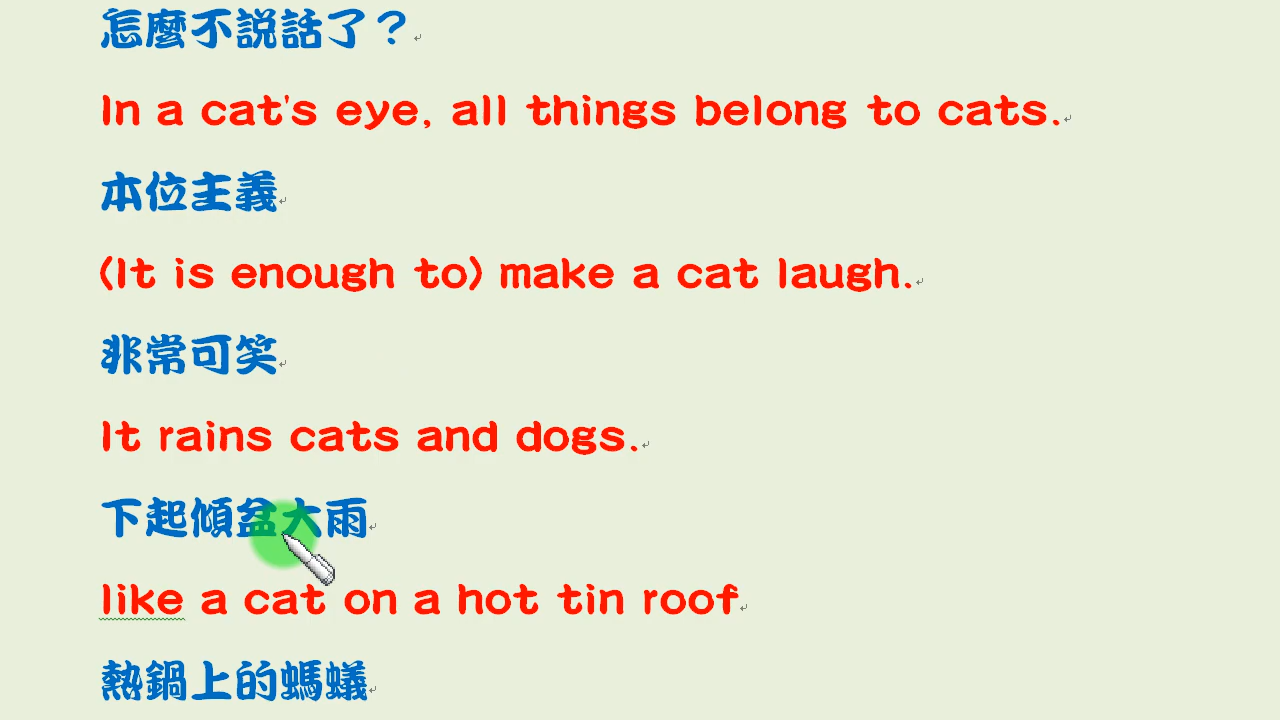 怎麼不說話了？
In a cat's eye, all things belong to cats.
本位主義
(It is enough to) make a cat laugh.
非常可笑
It rains cats and dogs.
下起傾盆大雨
like a cat on a hot tin roof
熱鍋上的螞蟻